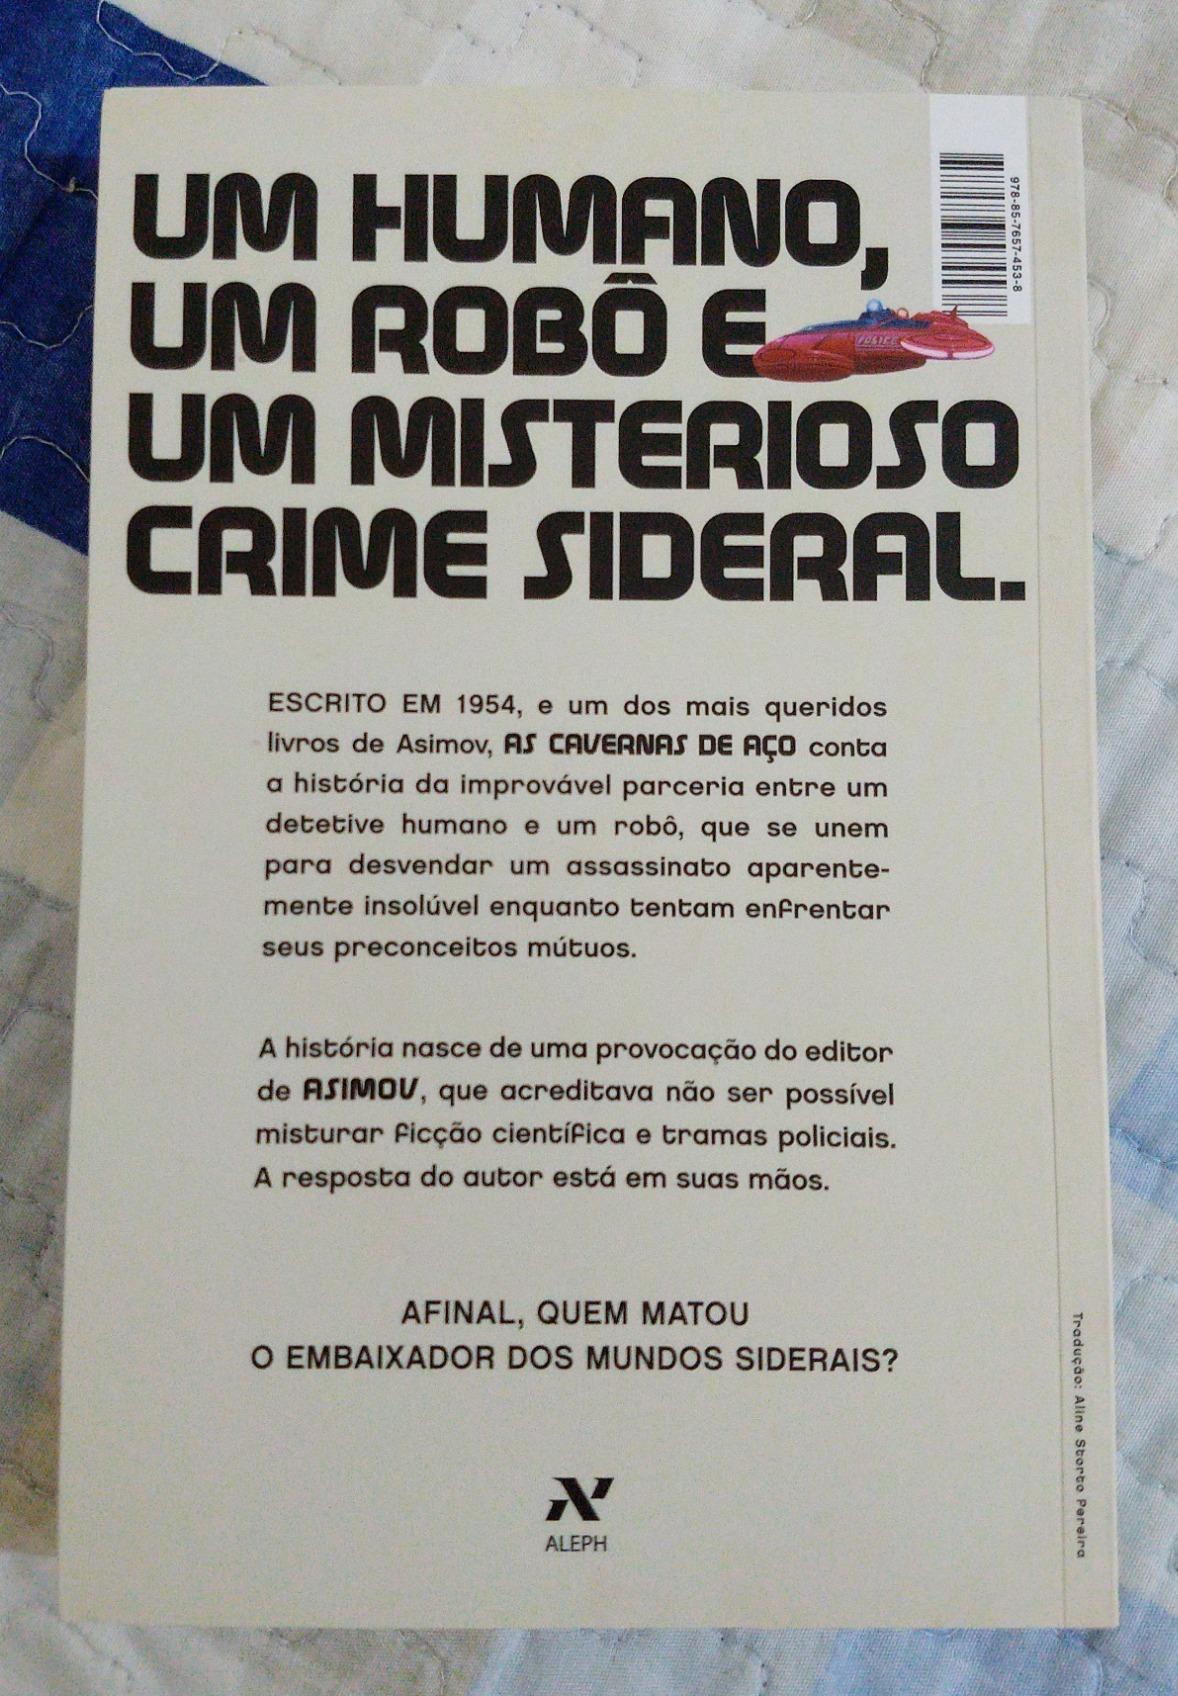 UM HUMANO,
UM ROBÔ E
UM MISTERIOSO
CRIME SIDERAL.
978-85-7657-453-8
POLICE
ESCRITO EM 1954, e um dos mais queridos
livros de Asimov, AS CAVERNAS DE AÇO conta
a história da improvável parceria entre um
detetive humano e um robô, que se unem
para desvendar um assassinato aparente-
mente insolúvel enquanto tentam enfrentar
seus preconceitos mútuos.
A história nasce de uma provocação do editor
de ASIMOV, que acreditava não ser possível
misturar ficção científica e tramas policiais.
A resposta do autor está em suas mãos.
AFINAL, QUEM MATOU
O EMBAIXADOR DOS MUNDOS SIDERAIS?
ALEPH
Tradução: Aline Storto Pereira